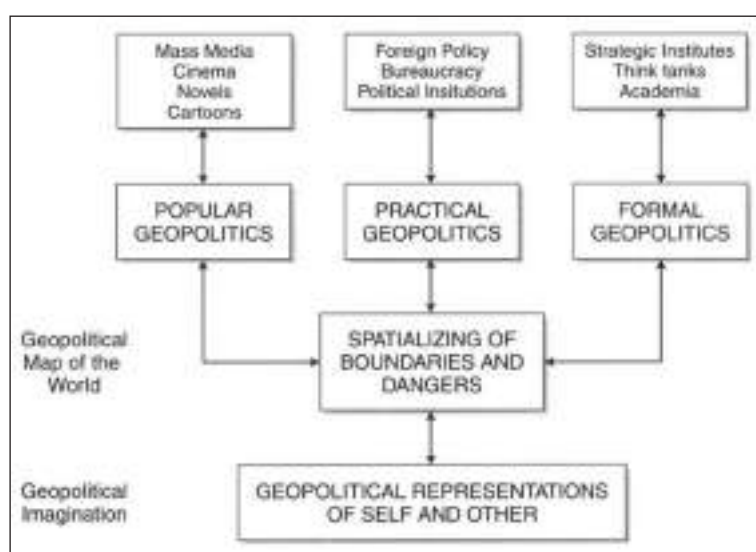 Mass Media
Cinema
Novels
Cartoons
Foreign Policy
Bureaucracy
Political Insitutions
Strategic Institutes
Think tanks
Academia
POPULAR
GEOPOLITICS
PRACTICAL
GEOPOLITICS
FORMAL
GEOPOLITICS
Geopolitical
Map of the
World
SPATIALIZING OF
BOUNDARIES AND
DANGERS
Geopolitical
Imagination
GEOPOLITICAL REPRESENTATIONS
OF SELF AND OTHER